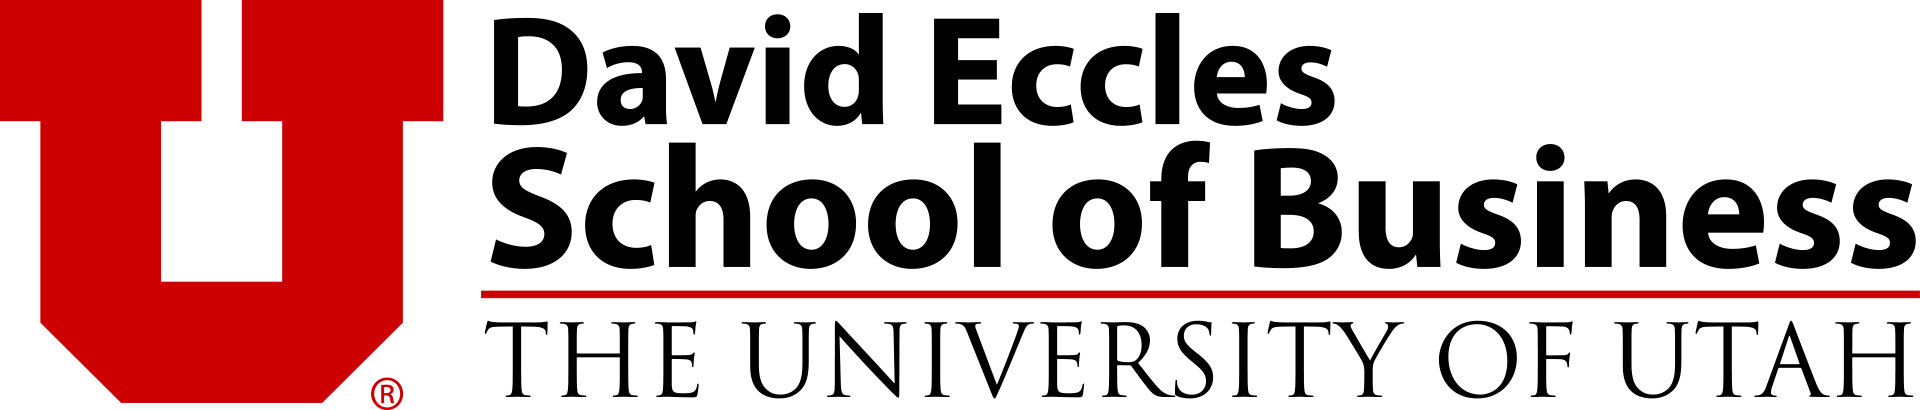 U
®
David Eccles
School of Business
THE UNIVERSITY OF UTAH